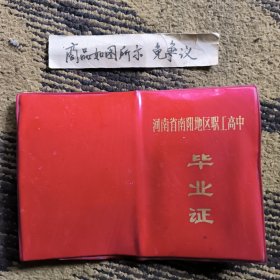 商品如图所示 免争议
河南省南阳地区职工高中
毕业证